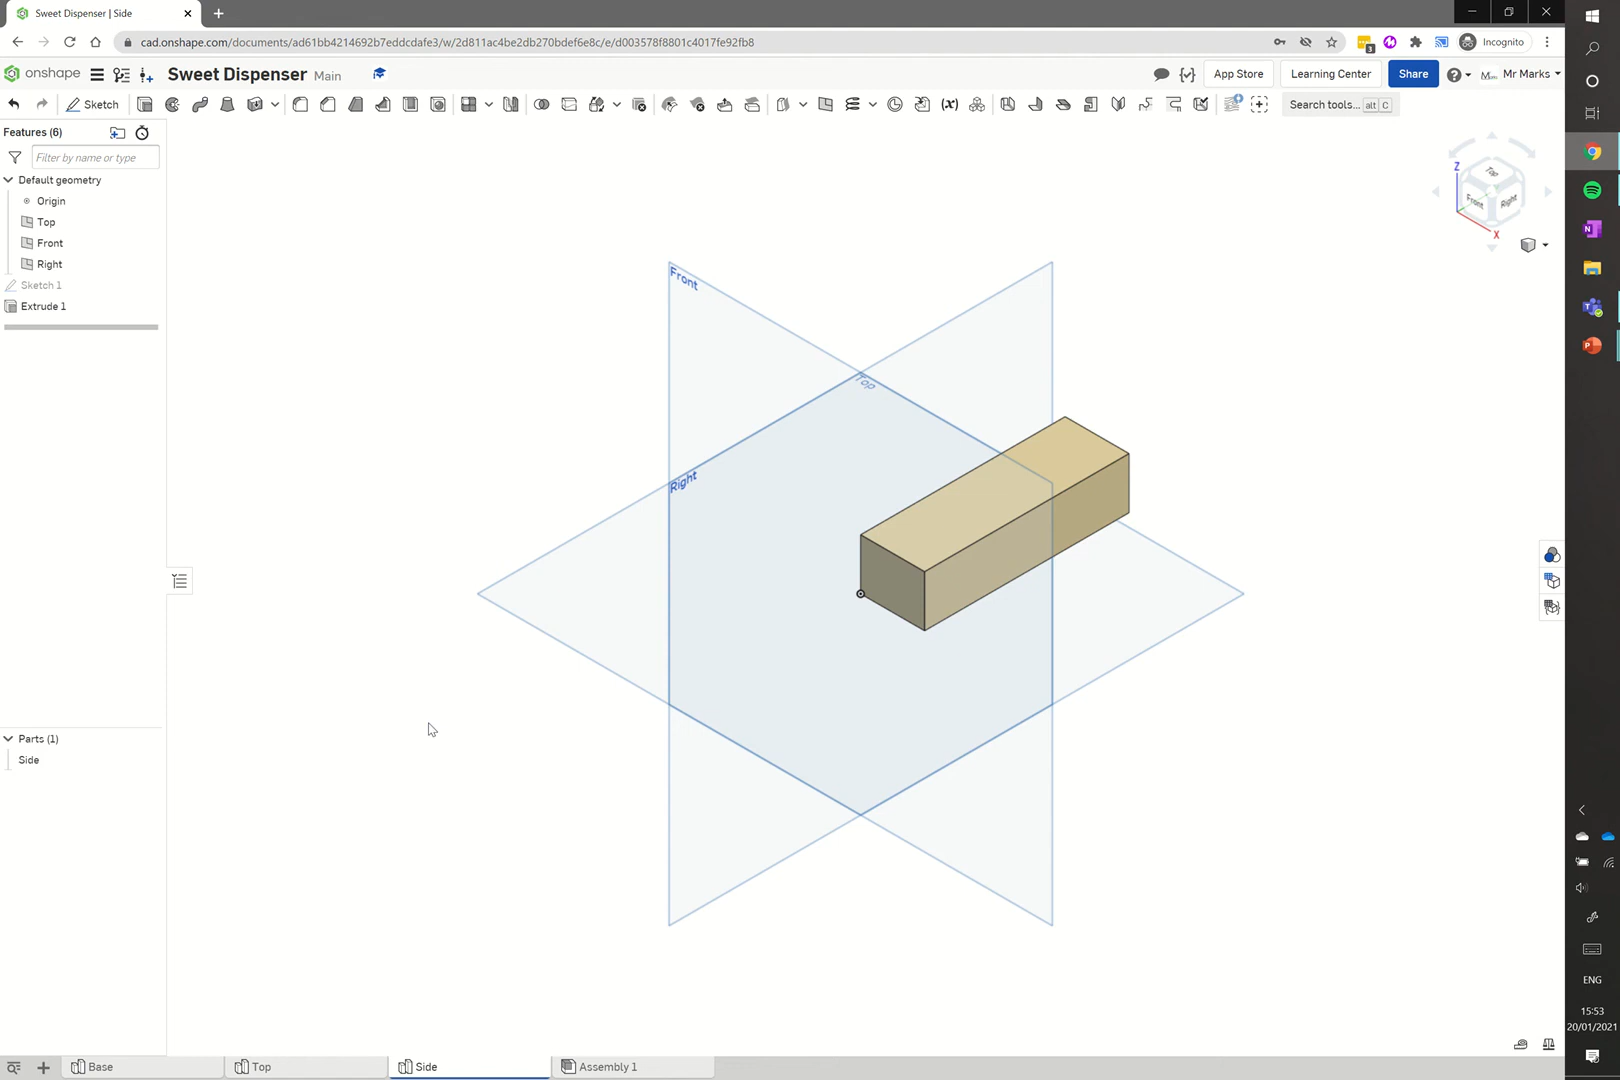 Sweet Dispenser | Side
cad.onshape.com/documents/ad61bb4214692b7eddcdafe3/w/2d811ac4be2db270bdef6e8c/e/d003578f8801c4017fe92fb8
3
Incognito
onshape
Sweet Dispenser Main
App Store
Learning Center
Share
Mr Marks
Sketch
Search tools... alt C
Features (6)
Filter by name or type
Default geometry
Origin
Top
Front
Right
Sketch 1
Extrude 1
Parts (1)
Side
Front
Top
Right
Z
Top
Front
Right
X
ENG
15:53
20/01/2021
Base
Top
Side
Assembly 1